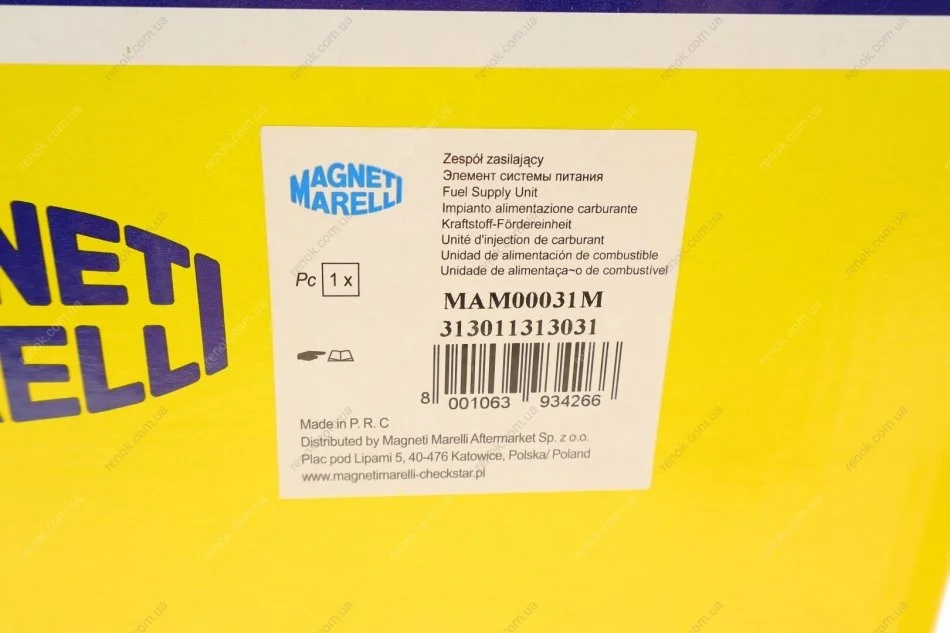 NETI
RELLI
MAGNETI
MARELLI
Zespół zasilający
Элемент системы питания
Fuel Supply Unit
Impianto alimentazione carburante
Kraftstoff-Fördereinheit
Unité d'injection de carburant
Unidad de alimentación de combustible
Unidade de alimentaça~o de combustível
Pc 1 x
MAM00031M
313011313031
8 001063 934266
Made in P. R. C
Distributed by Magneti Marelli Aftermarket Sp. z o.o.
Plac pod Lipami 5, 40-476 Katowice, Polska/ Poland
www.magnetimarelli-checkstar.pl
renok.com.ua